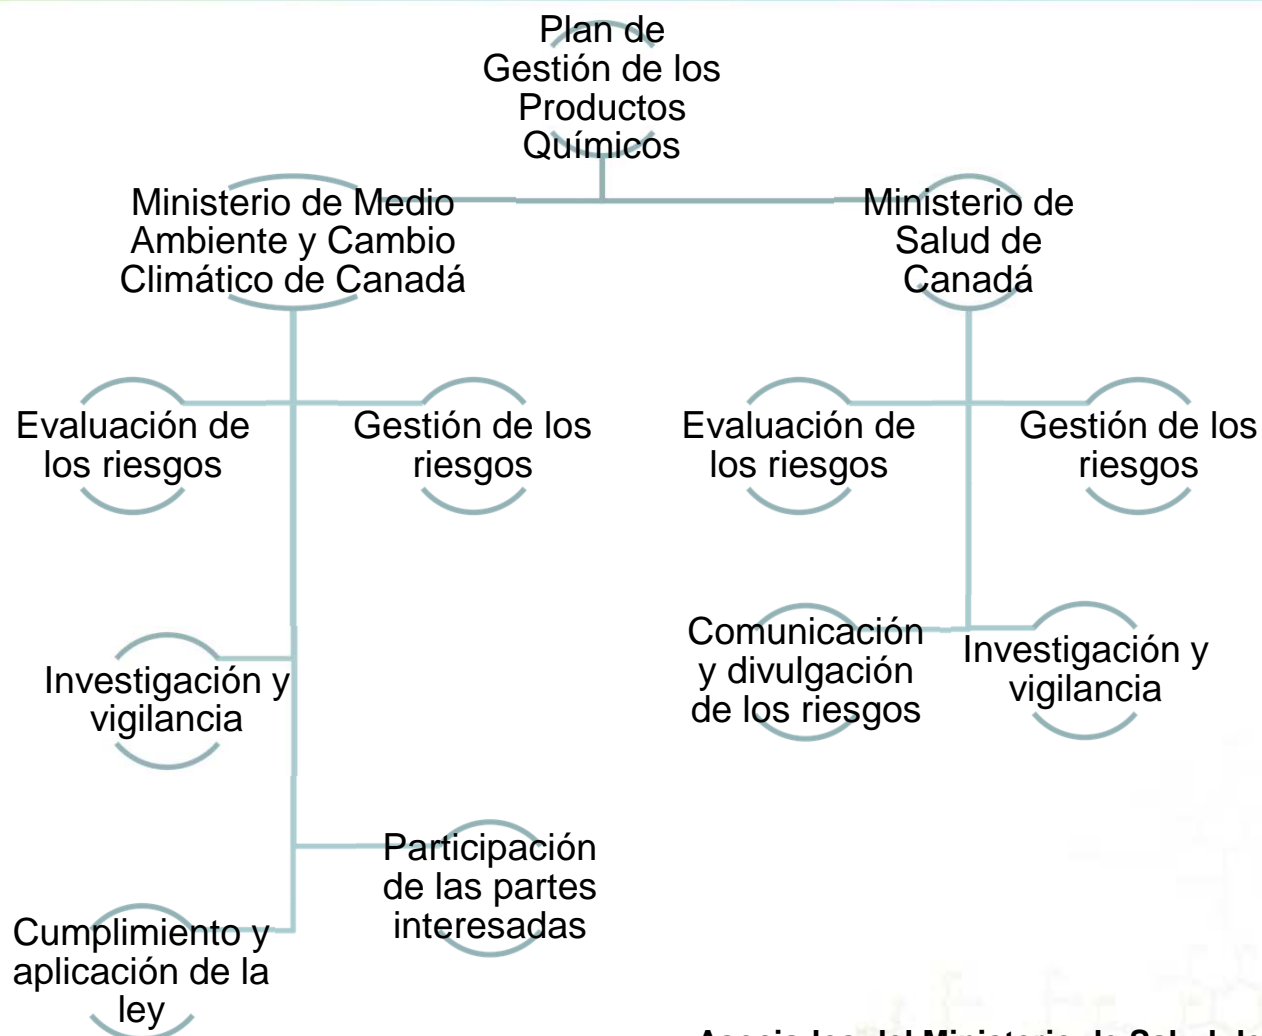 Plan de
Gestión de los
Productos
Químicos
Ministerio de Medio
Ambiente y Cambio
Climático de Canadá
Ministerio de
Salud de
Canadá
Evaluación de
los riesgos
Gestión de los
riesgos
Evaluación de
los riesgos
Gestión de los
riesgos
Investigación y
vigilancia
Comunicación
y divulgación
de los riesgos
Investigación y
vigilancia
Participación
de las partes
interesadas
Cumplimiento y
aplicación de la
ley